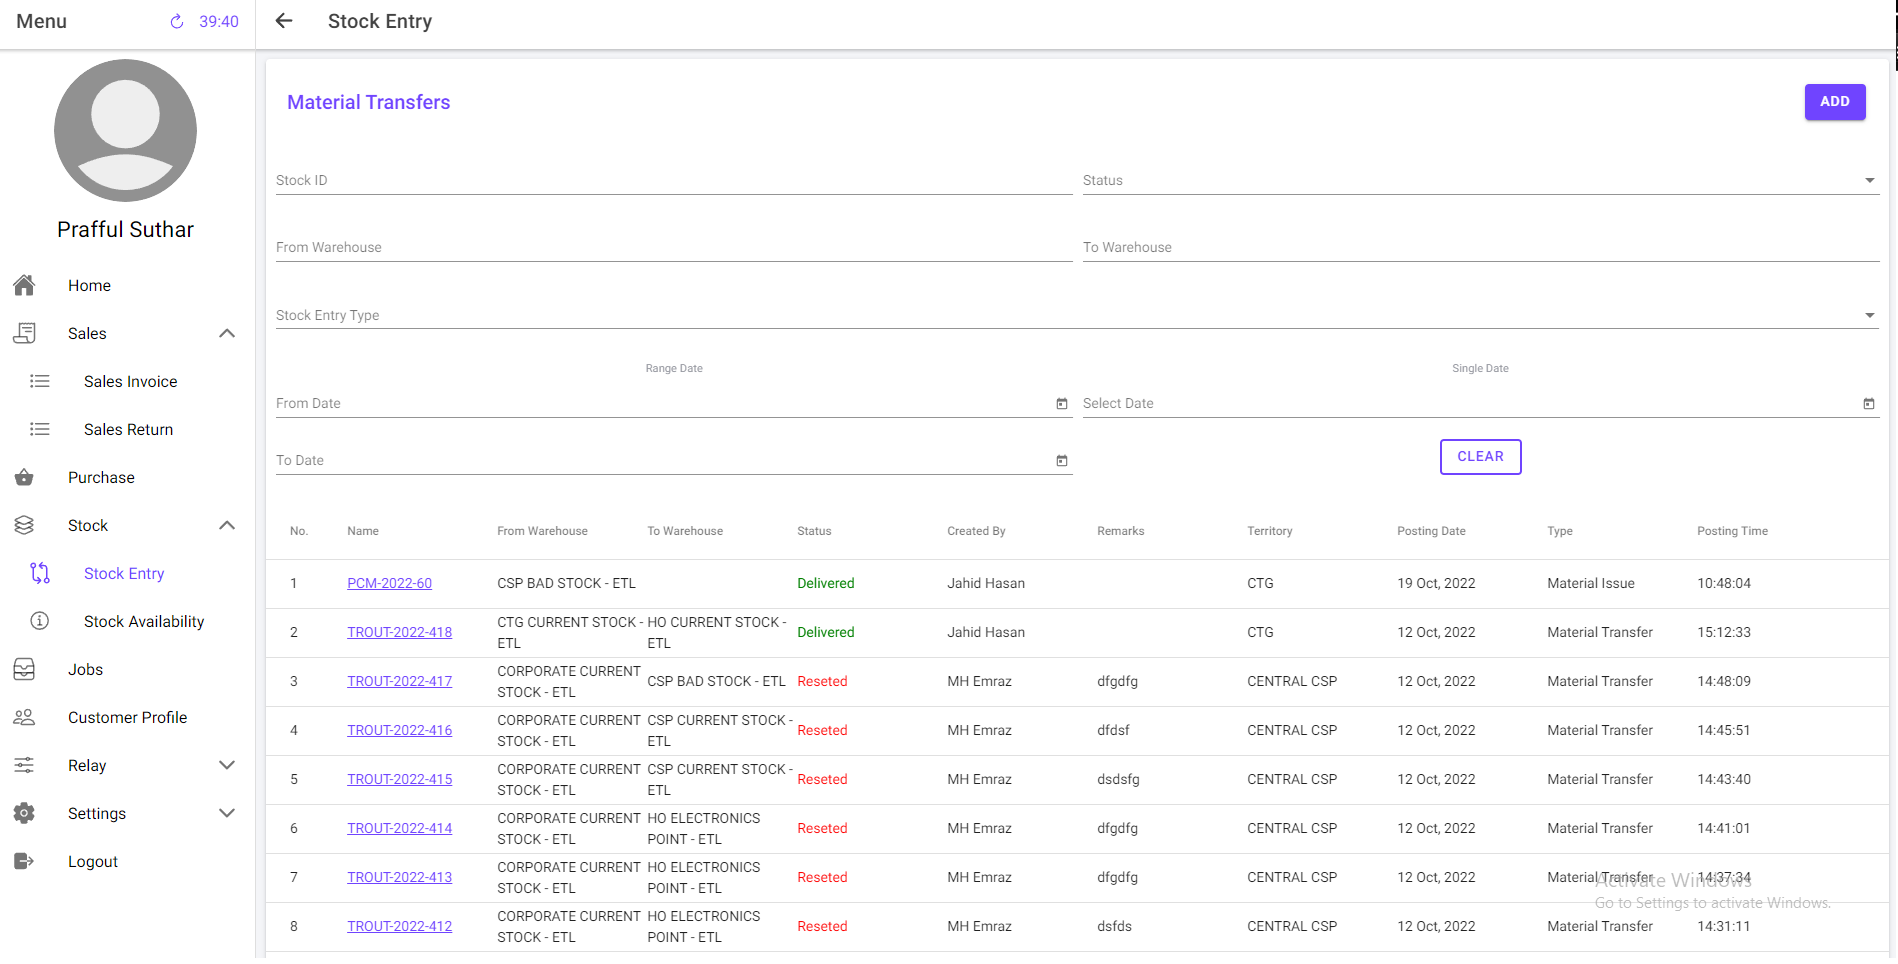 Menu
39:40
Stock Entry
Prafful Suthar
Home
Sales
Sales Invoice
Sales Return
Purchase
Stock
Stock Entry
Stock Availability
Jobs
Customer Profile
Relay
Settings
Logout
Material Transfers
ADD
Stock ID
Status
From Warehouse
To Warehouse
Stock Entry Type
Range Date
Single Date
From Date
Select Date
To Date
CLEAR
No. Name From Warehouse To Warehouse Status Created By Remarks Territory Posting Date Type Posting Time
1 PCM-2022-60 CSP BAD STOCK - ETL Delivered Jahid Hasan CTG 19 Oct, 2022 Material Issue 10:48:04
2 TROUT-2022-418 CTG CURRENT STOCK - ETL HO CURRENT STOCK - ETL Delivered Jahid Hasan CTG 12 Oct, 2022 Material Transfer 15:12:33
3 TROUT-2022-417 CORPORATE CURRENT STOCK - ETL CSP BAD STOCK - ETL Reseted MH Emraz dfgdfg CENTRAL CSP 12 Oct, 2022 Material Transfer 14:48:09
4 TROUT-2022-416 CORPORATE CURRENT STOCK - ETL CSP CURRENT STOCK - ETL Reseted MH Emraz dfdsf CENTRAL CSP 12 Oct, 2022 Material Transfer 14:45:51
5 TROUT-2022-415 CORPORATE CURRENT STOCK - ETL CSP CURRENT STOCK - ETL Reseted MH Emraz dsdsfg CENTRAL CSP 12 Oct, 2022 Material Transfer 14:43:40
6 TROUT-2022-414 CORPORATE CURRENT STOCK - ETL HO ELECTRONICS POINT - ETL Reseted MH Emraz dfgdfg CENTRAL CSP 12 Oct, 2022 Material Transfer 14:41:01
7 TROUT-2022-413 CORPORATE CURRENT STOCK - ETL HO ELECTRONICS POINT - ETL Reseted MH Emraz dfgdfg CENTRAL CSP 12 Oct, 2022 Material Transfer 14:37:34
8 TROUT-2022-412 CORPORATE CURRENT STOCK - ETL HO ELECTRONICS POINT - ETL Reseted MH Emraz dsfds CENTRAL CSP 12 Oct, 2022 Material Transfer 14:31:11
Activate Windows
Go to Settings to activate Windows.